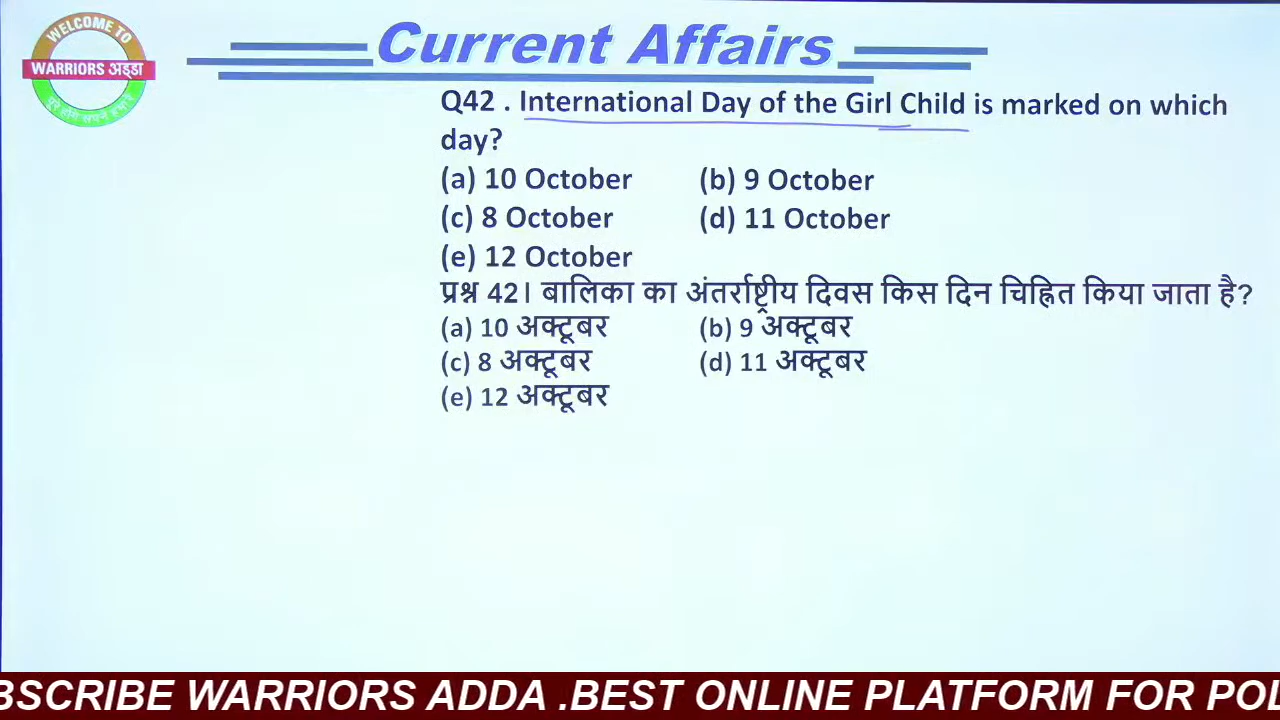 WELCOME TO
WARRIORS अड्डा
Current Affairs
Q42 . International Day of the Girl Child is marked on which
day?
(a) 10 October (b) 9 October
(c) 8 October (d) 11 October
(e) 12 October
प्रश्न 42। बालिका का अंतर्राष्ट्रीय दिवस किस दिन चिह्नित किया जाता है?
(a) 10 अक्टूबर (b) 9 अक्टूबर
(c) 8 अक्टूबर (d) 11 अक्टूबर
(e) 12 अक्टूबर
BSCRIBE WARRIORS ADDA .BEST ONLINE PLATFORM FOR POL